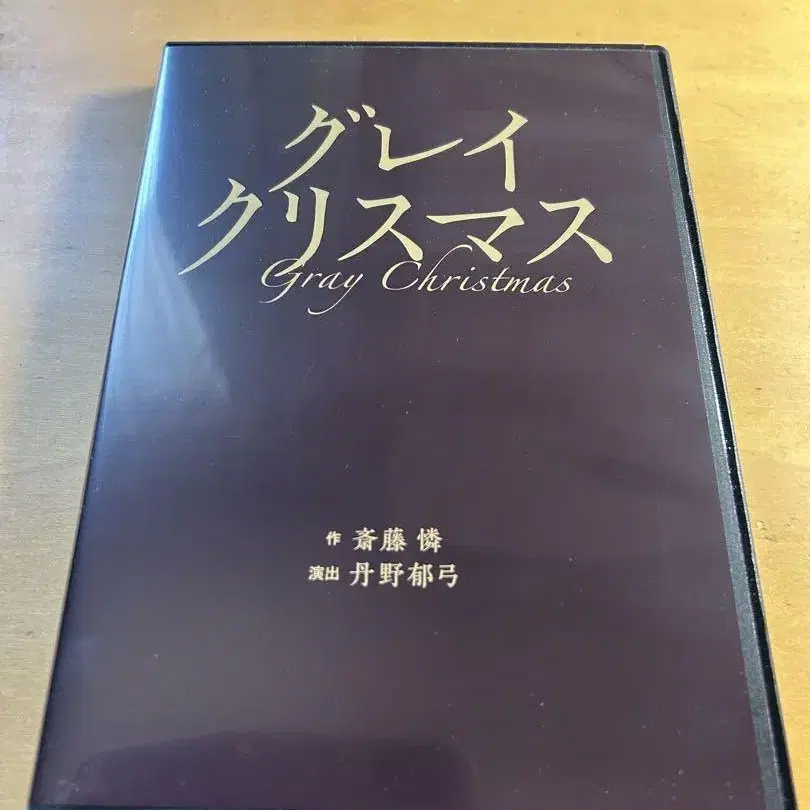 グレイ
クリスマス
Gray Christmas
作 斎藤 憐
演出 丹野郁弓